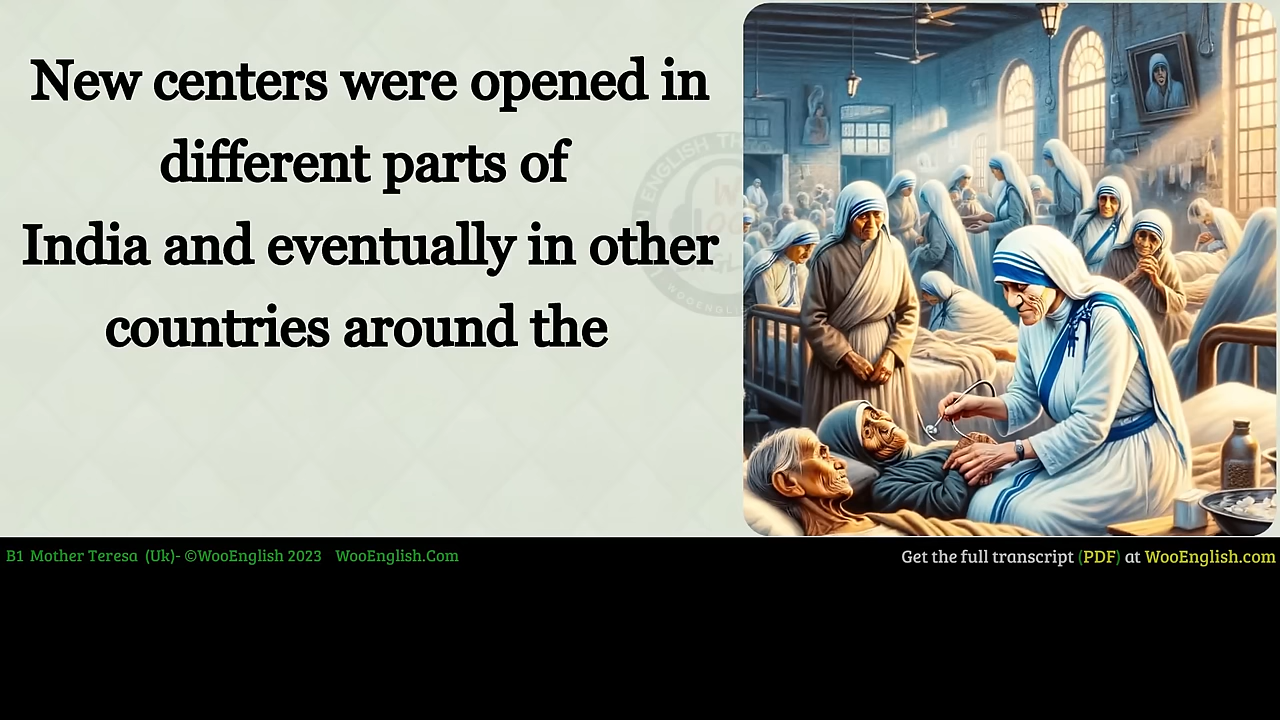 New centers were opened in
different parts of
India and eventually in other
countries around the
B1 Mother Teresa (Uk)- ©WooEnglish 2023 WooEnglish.Com
Get the full transcript (PDF) at WooEnglish.com